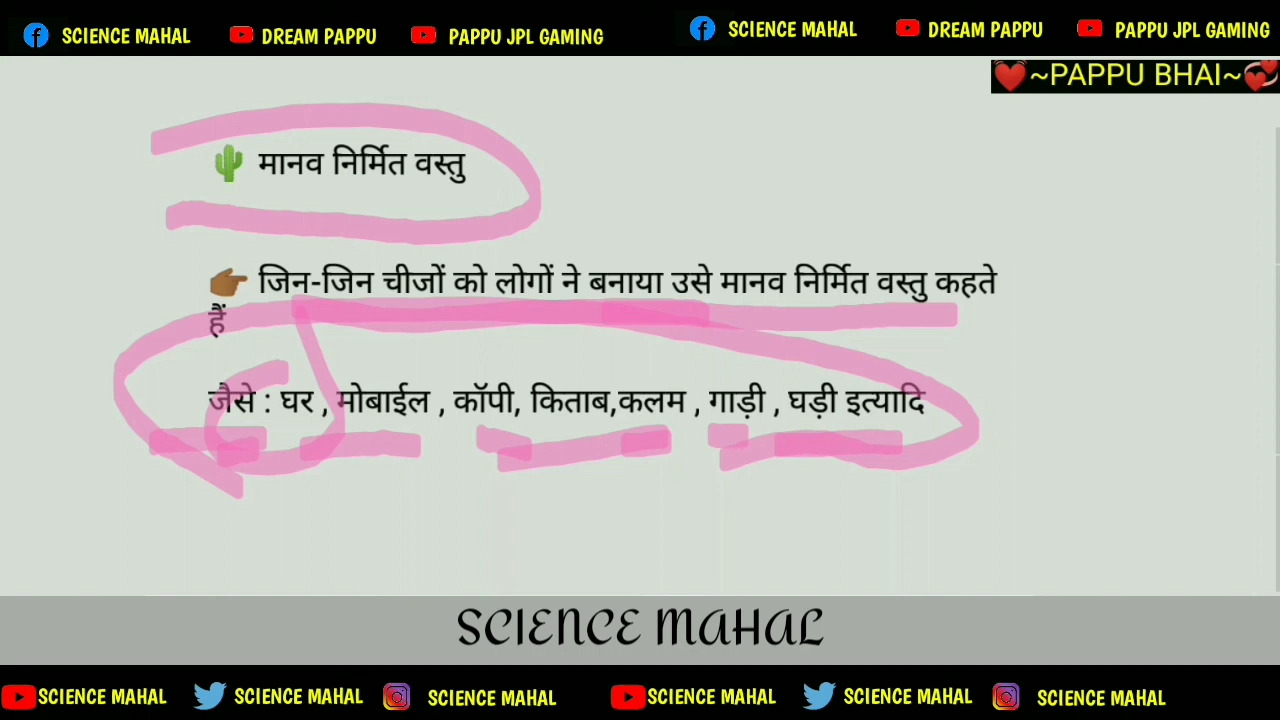 SCIENCE MAHAL DREAM PAPPU PAPPU JPL GAMING SCIENCE MAHAL DREAM PAPPU PAPPU JPL GAMING
~PAPPU BHAI~
मानव निर्मित वस्तु
जिन-जिन चीजों को लोगों ने बनाया उसे मानव निर्मित वस्तु कहते
हैं
जैसे : घर , मोबाईल , कॉपी, किताब,कलम , गाड़ी , घड़ी इत्यादि
SCIENCE MAHAL
SCIENCE MAHAL SCIENCE MAHAL SCIENCE MAHAL SCIENCE MAHAL SCIENCE MAHAL SCIENCE MAHAL